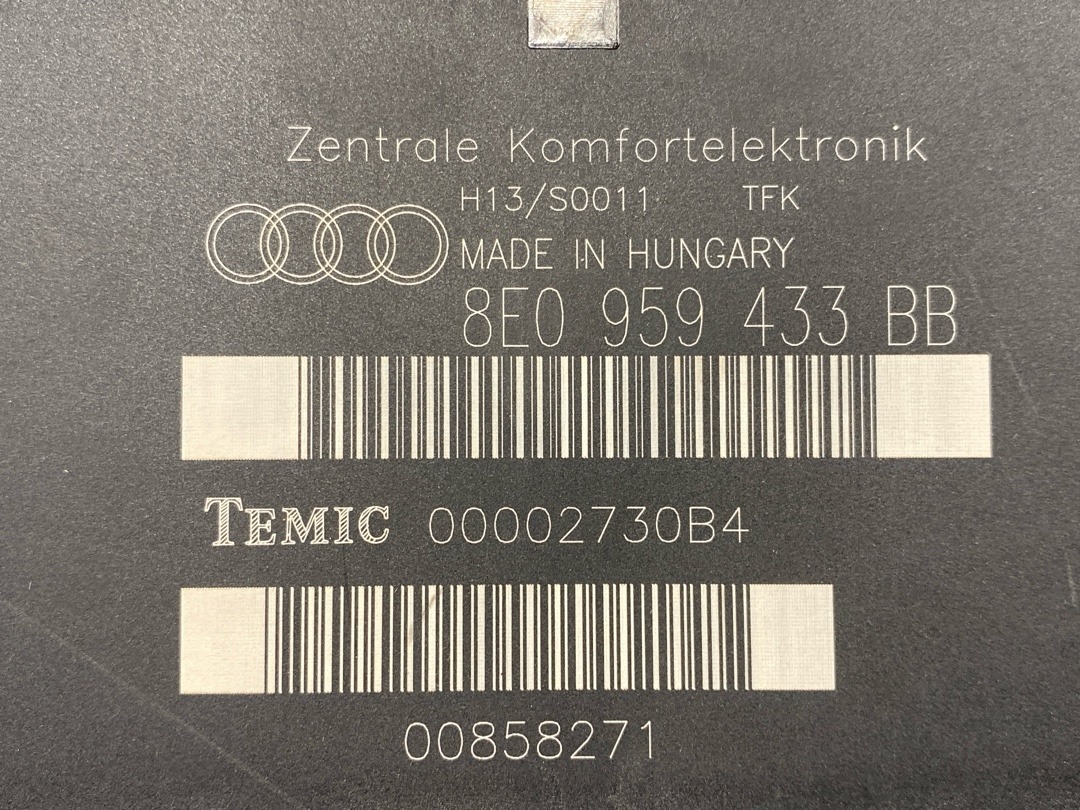 Zentrale Komfortelektronik
H13/S0011 TFK
MADE IN HUNGARY
8E0 959 433 BB
TEMIC 00002730B4
00858271